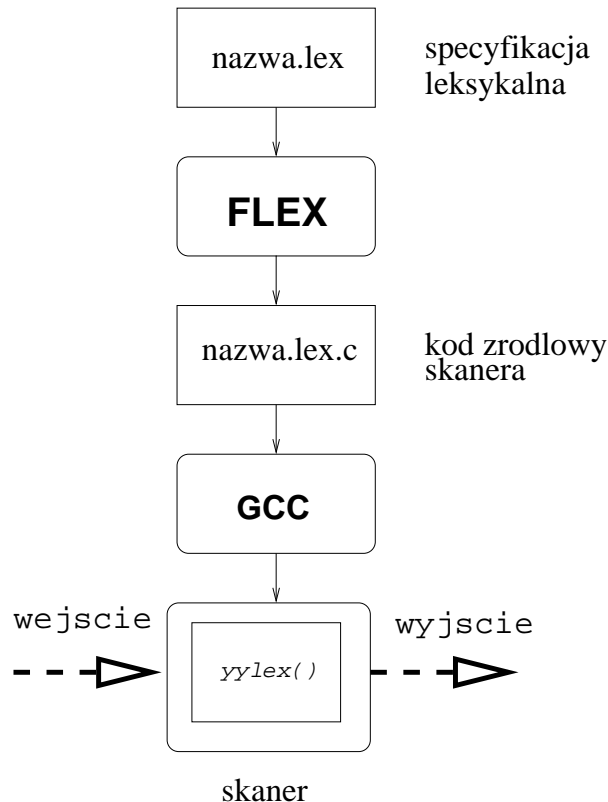 nazwa.lex
specyfikacja
leksykalna
FLEX
nazwa.lex.c
kod zrodlowy
skanera
GCC
wejscie
yylex()
wyjscie
skaner